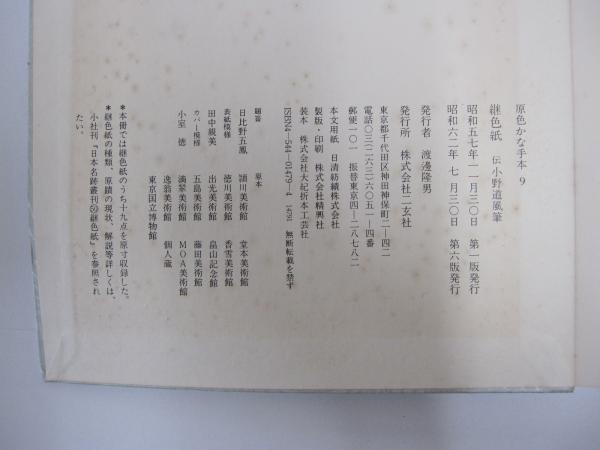 原色かな手本 9
継色紙 伝小野道風筆
昭和五七年一一月三〇日 第一版発行
昭和六二年 七 月三〇日 第六版発行
発行者 渡邊隆男
発行所 株式会社二玄社
東京都千代田区神田神保町二—四二
電話〇三(二六三)六〇五一—四番
郵便一〇一 振替東京四—二八七八二
本文用紙 日清紡績株式会社
製版・印刷 株式会社精興社
装本 株式会社大紀折本工芸社
ISBN4-544-01479-4 1479I 無断転載を禁ず
題簽
日比野五鳳
表紙模様
田中親美
カバー模様
小室 徳
原本
頴川美術館 堂本美術館
徳川美術館 香雪美術館
出光美術館 畠山記念館
五島美術館 藤田美術館
滴翠美術館 MOA美術館
逸翁美術館 個人蔵
東京国立博物館
*本冊では継色紙のうち十九点を原寸収録した。
*継色紙の種類、原蹟の現状、解説等詳しくは、
小社刊『日本名跡叢刊 継色紙』を参照され
たい。